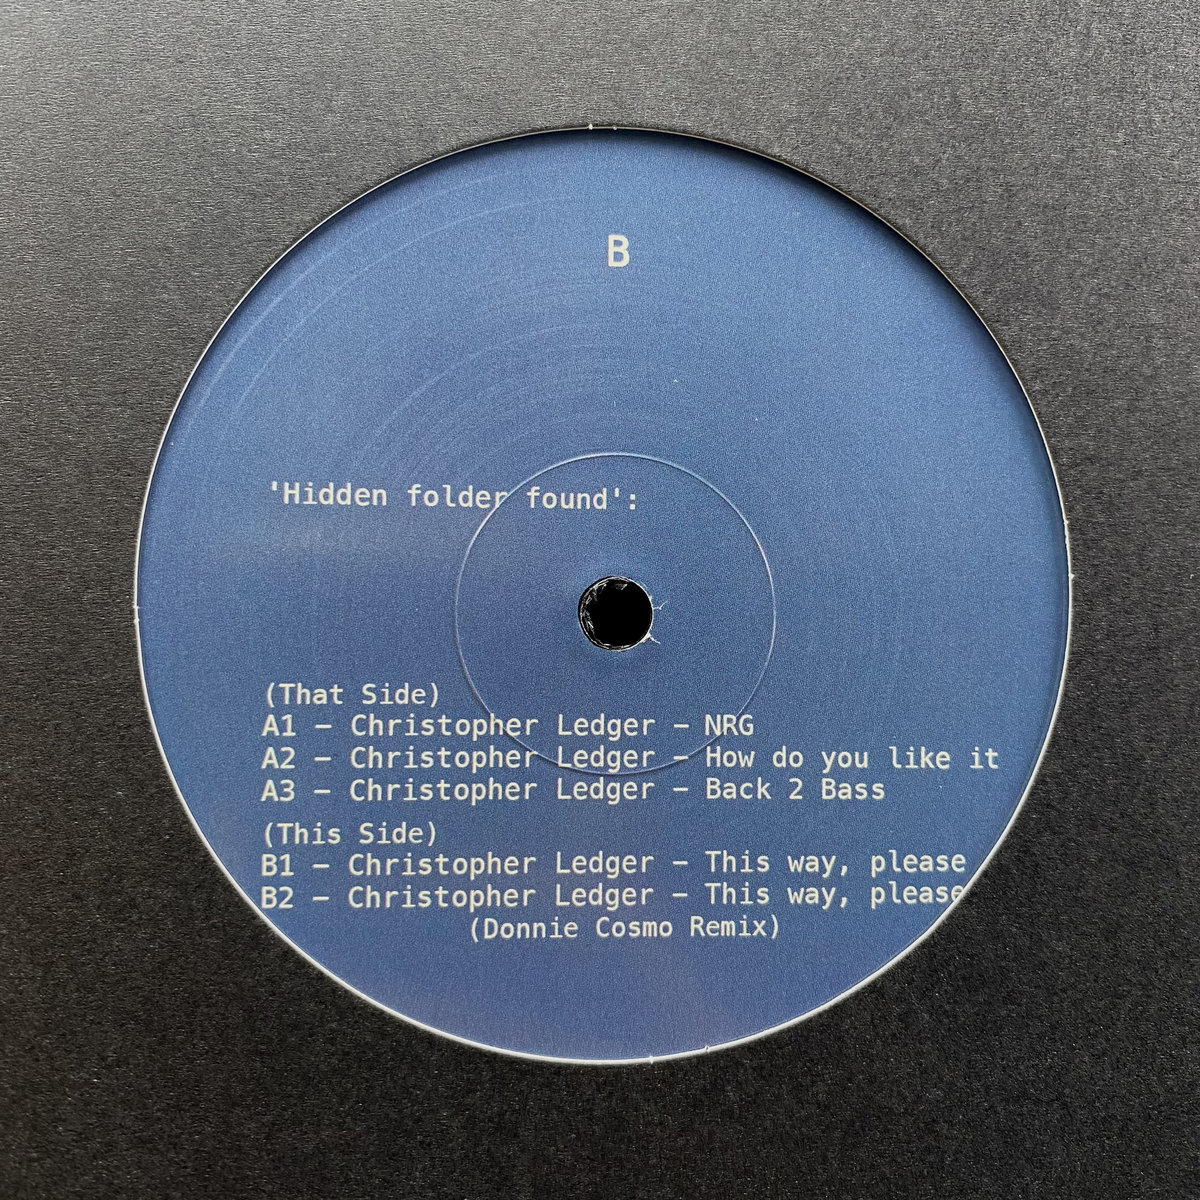 B
'Hidden folder found':
(That Side)
A1 – Christopher Ledger – NRG
A2 – Christopher Ledger – How do you like it
A3 – Christopher Ledger – Back 2 Bass
(This Side)
B1 – Christopher Ledger – This way, please
B2 – Christopher Ledger – This way, please
(Donnie Cosmo Remix)